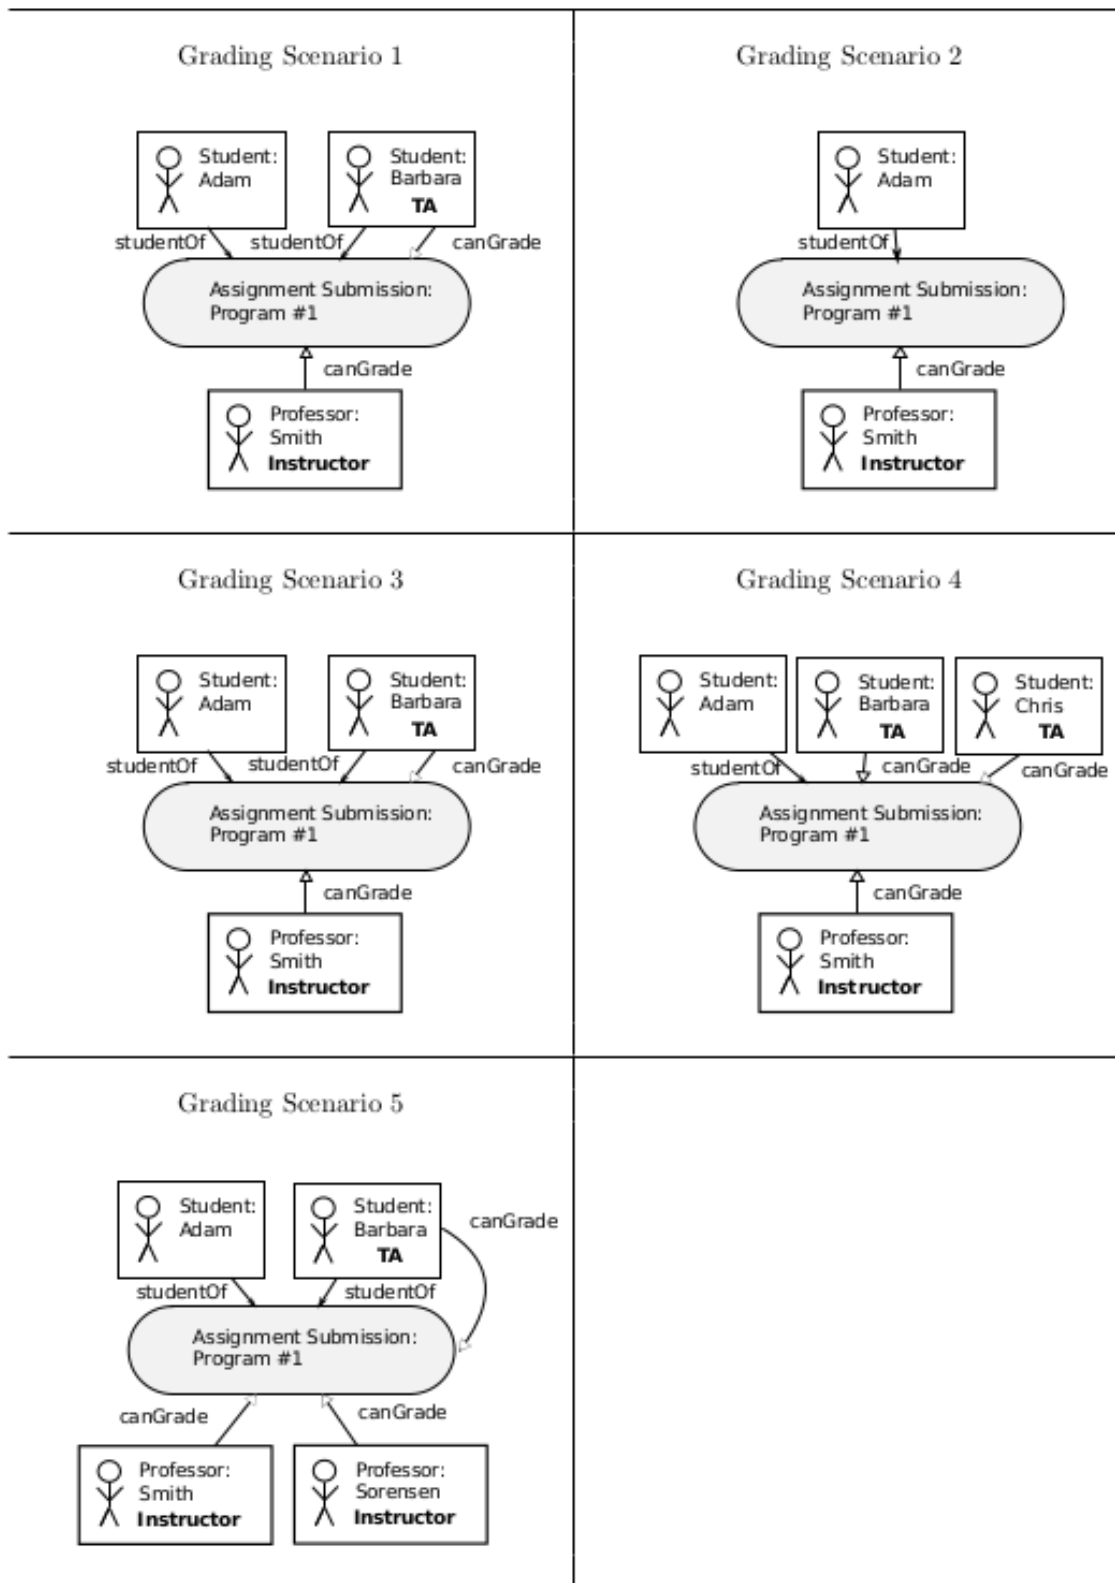 Grading Scenario 1
Student:
Adam
Student:
Barbara
TA
studentOf
studentOf
canGrade
Assignment Submission:
Program #1
canGrade
Professor:
Smith
Instructor
Grading Scenario 2
Student:
Adam
studentOf
Assignment Submission:
Program #1
canGrade
Professor:
Smith
Instructor
Grading Scenario 3
Student:
Adam
Student:
Barbara
TA
studentOf
studentOf
canGrade
Assignment Submission:
Program #1
canGrade
Professor:
Smith
Instructor
Grading Scenario 4
Student:
Adam
Student:
Barbara
TA
Student:
Chris
TA
studentOf
canGrade
canGrade
Assignment Submission:
Program #1
canGrade
Professor:
Smith
Instructor
Grading Scenario 5
Student:
Adam
Student:
Barbara
TA
canGrade
studentOf
studentOf
Assignment Submission:
Program #1
canGrade
canGrade
Professor:
Smith
Instructor
Professor:
Sorensen
Instructor